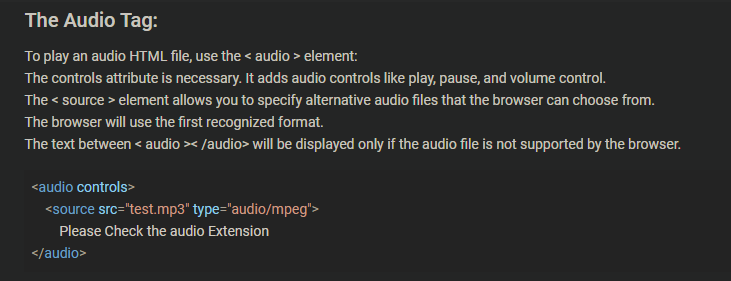 The Audio Tag:
To play an audio HTML file, use the < audio > element:
The controls attribute is necessary. It adds audio controls like play, pause, and volume control.
The < source > element allows you to specify alternative audio files that the browser can choose from.
The browser will use the first recognized format.
The text between < audio >< /audio> will be displayed only if the audio file is not supported by the browser.
<audio controls>
<source src="test.mp3" type="audio/mpeg">
Please Check the audio Extension
</audio>